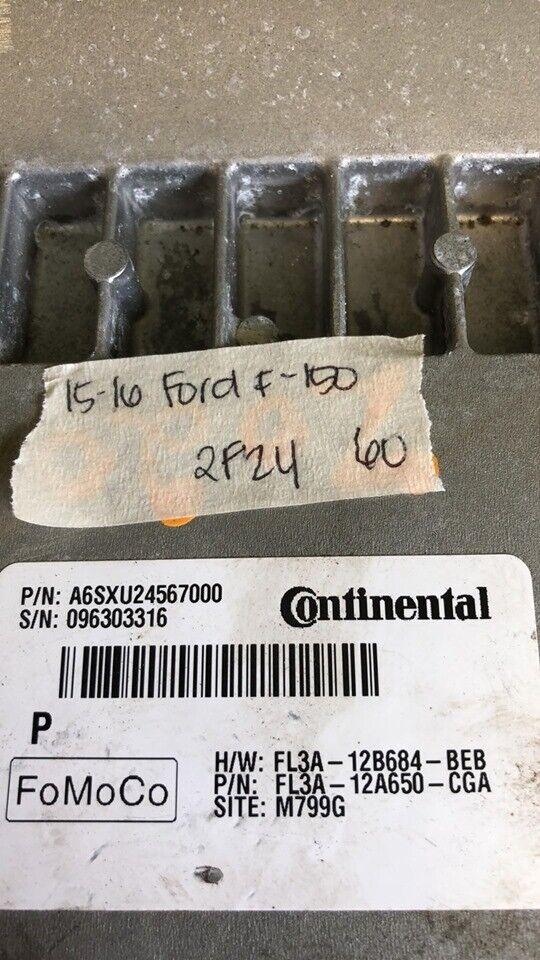 15-16 Ford F-150
2F24 60
P/N: A6SXU24567000
S/N: 096303316
Continental
P
FoMoCo
H/W: FL3A-12B684-BEB
P/N: FL3A-12A650-CGA
SITE: M799G